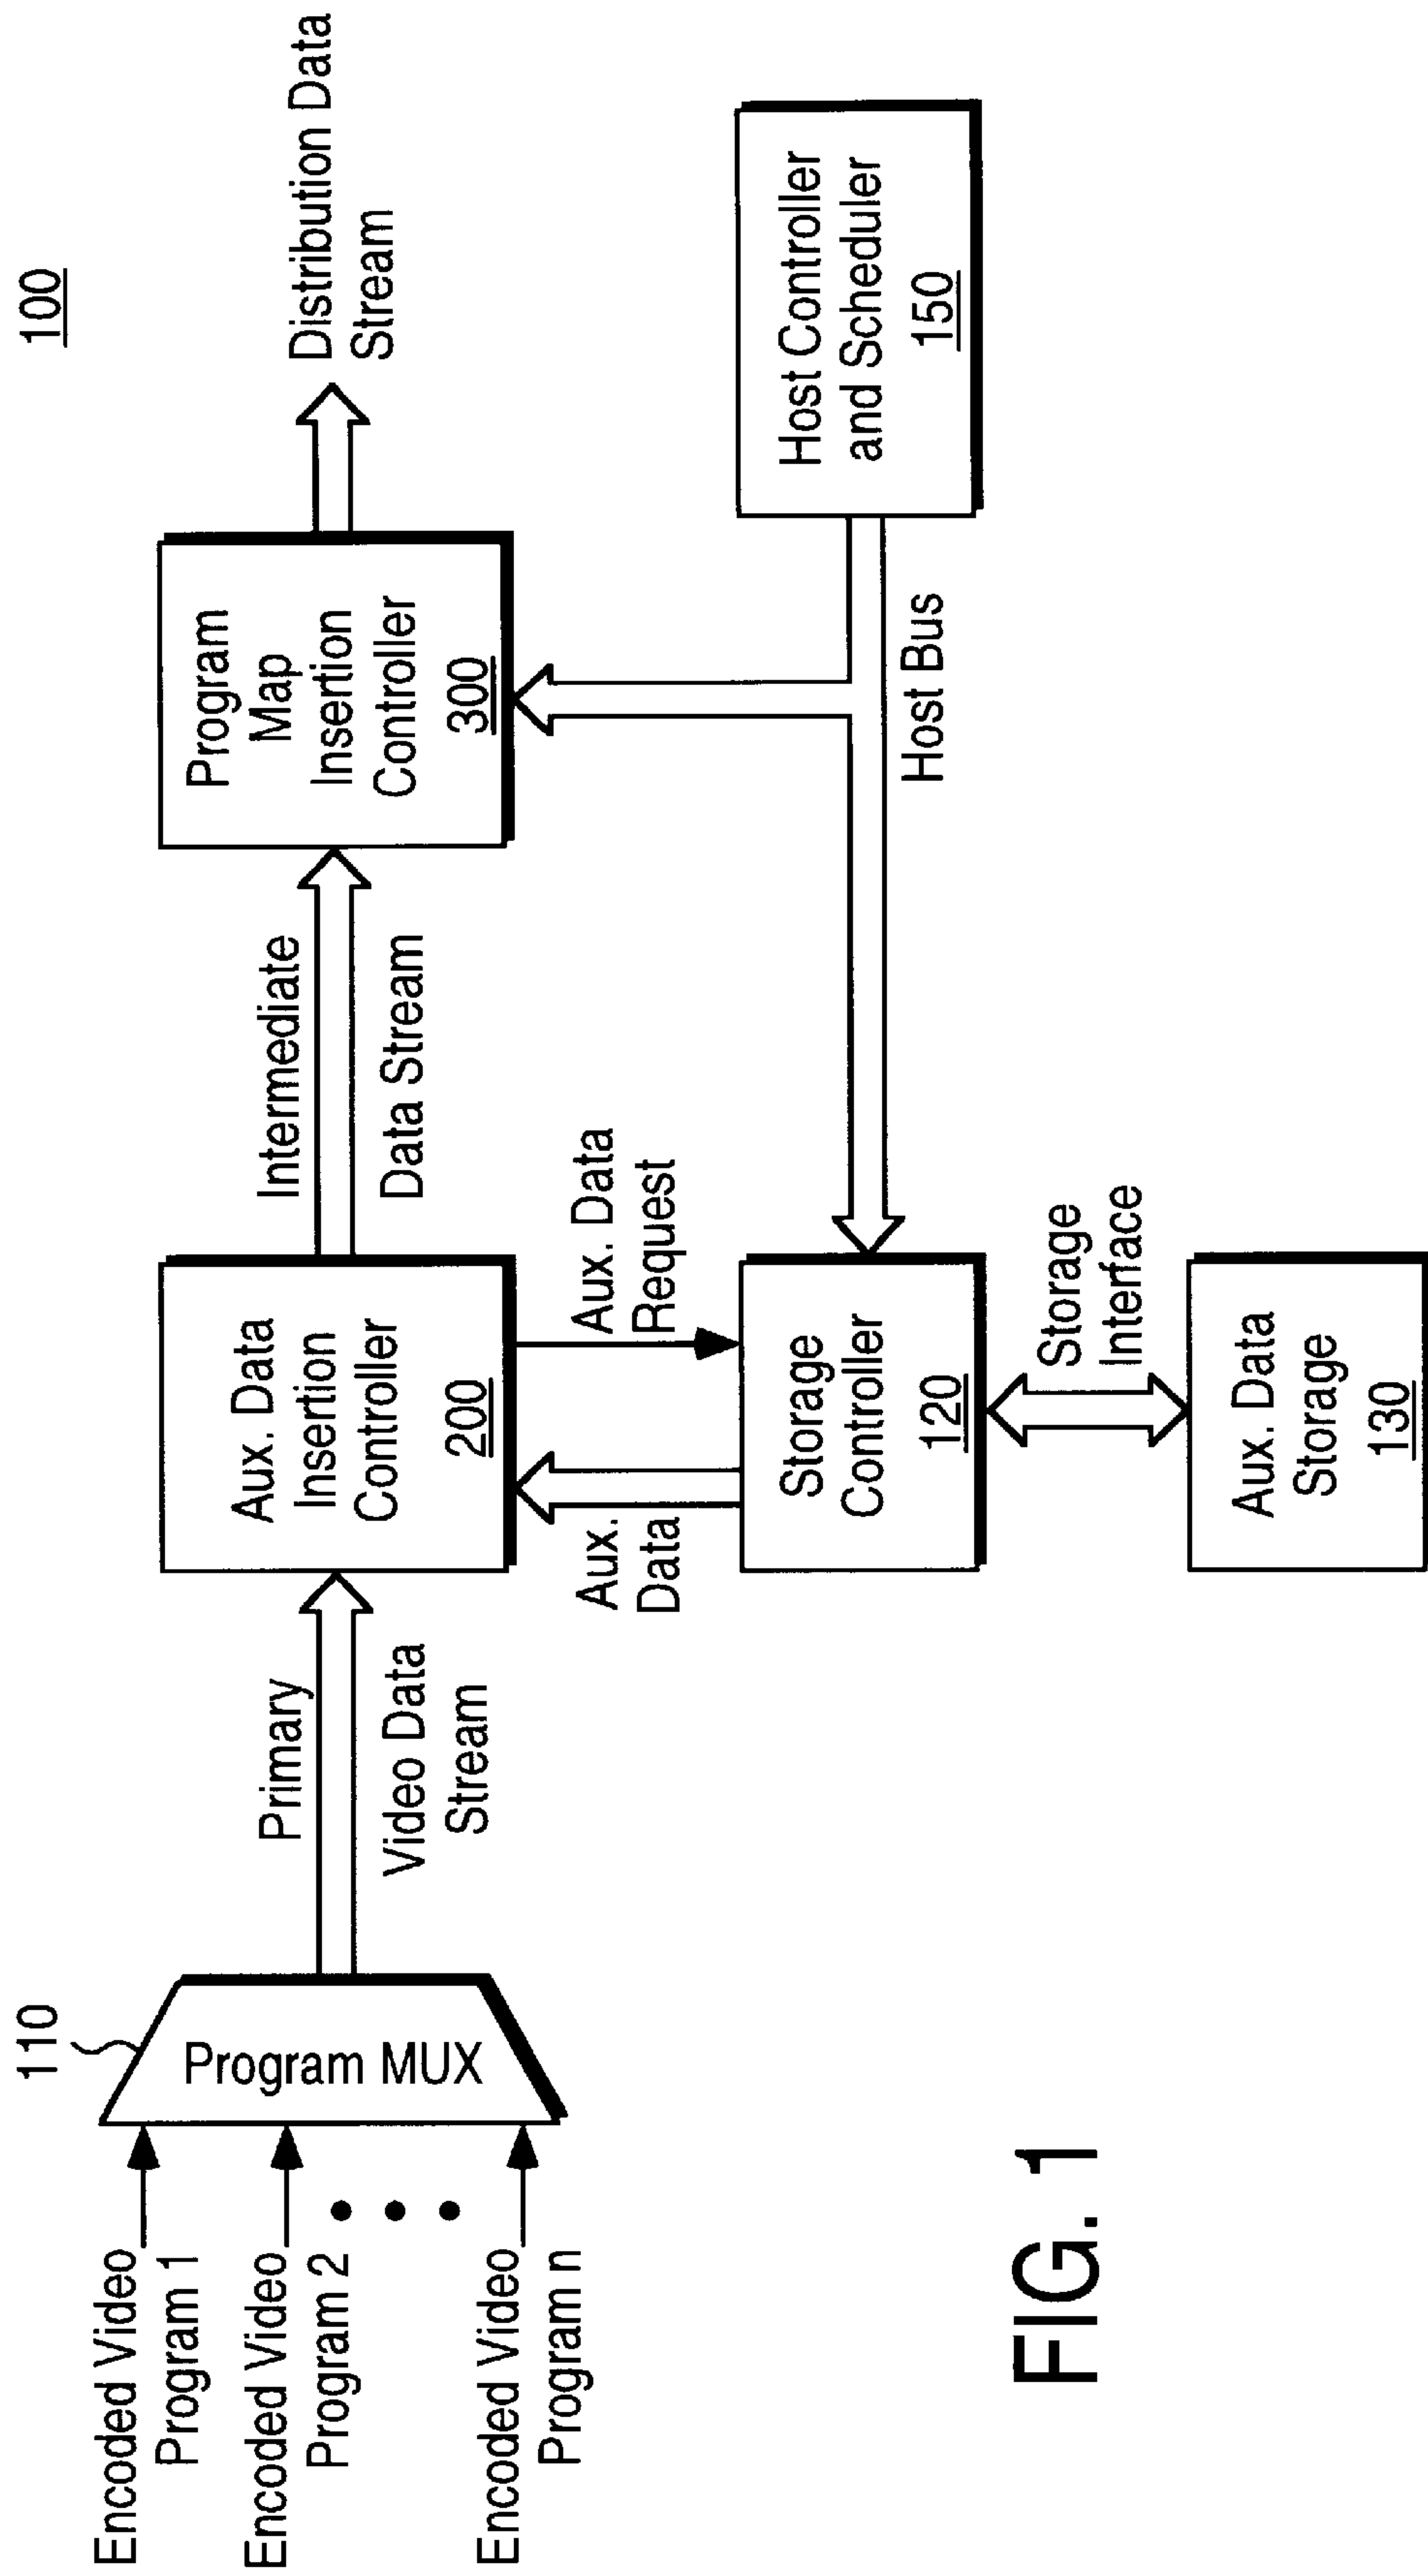 100
110
Encoded Video
Program 1
Encoded Video
Program 2
Encoded Video
Program n
Program MUX
Primary
Video Data
Stream
Aux. Data
Insertion
Controller
200
Intermediate
Data Stream
Program
Map
Insertion
Controller
300
Distribution Data
Stream
Aux.
Data
Aux. Data
Request
Storage
Controller
120
Host Bus
Host Controller
and Scheduler
150
Storage
Interface
Aux. Data
Storage
130
FIG. 1